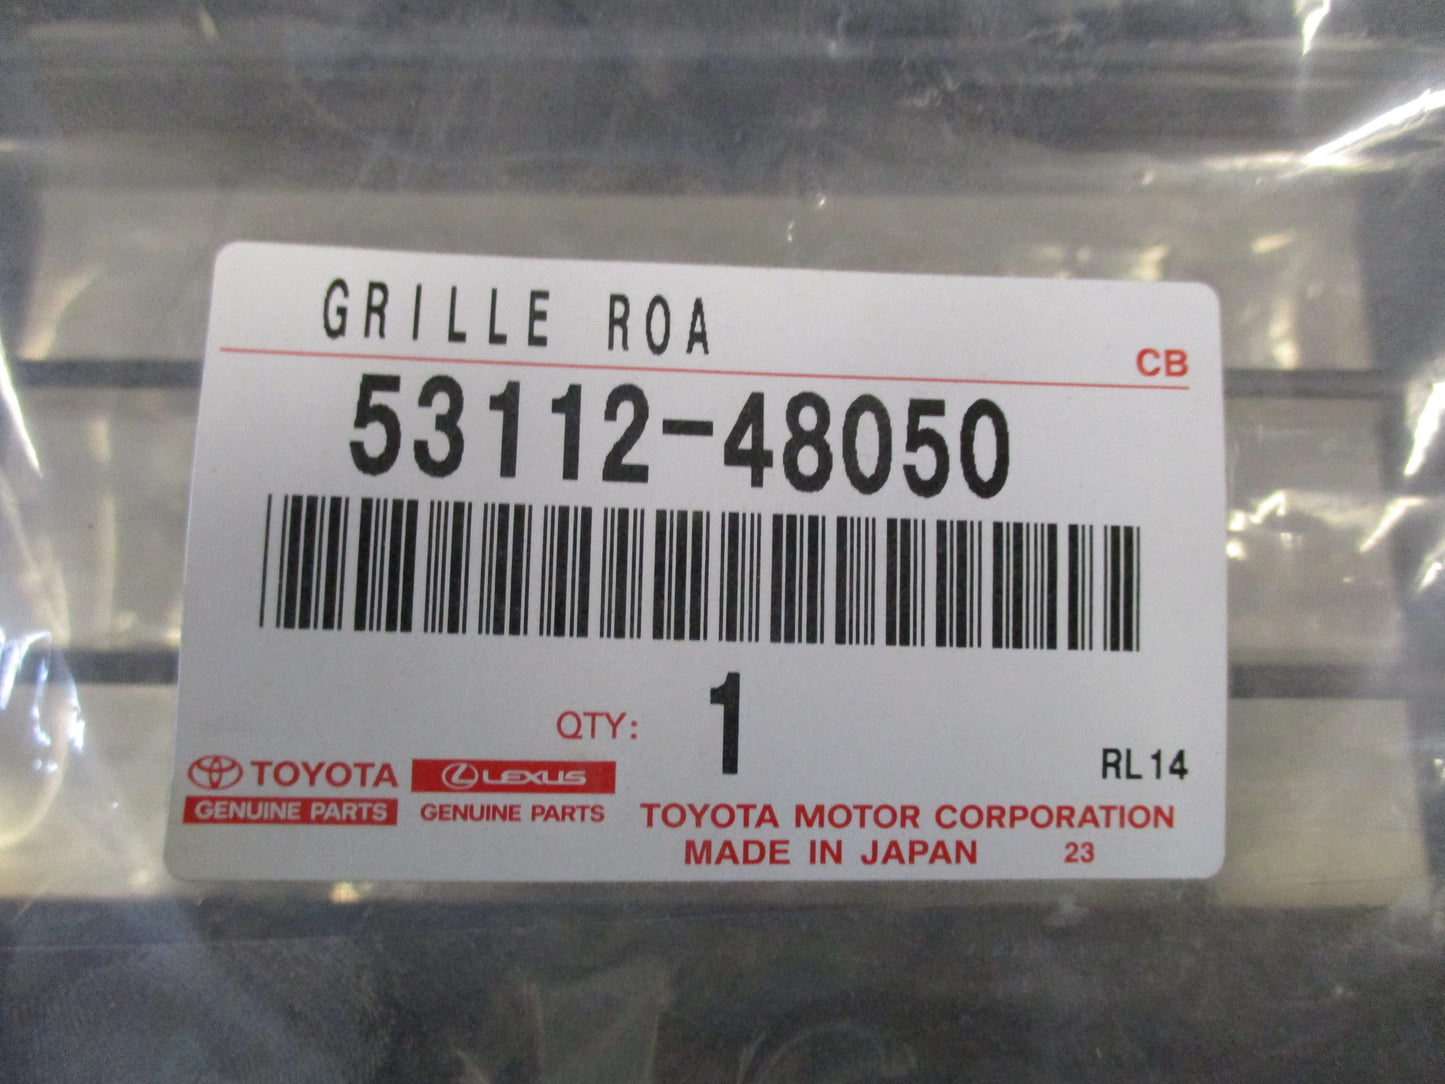 GRILLE ROA
CB
53112-48050
QTY: 1
RL14
TOYOTA LEXUS
GENUINE PARTS GENUINE PARTS
TOYOTA MOTOR CORPORATION
MADE IN JAPAN 23